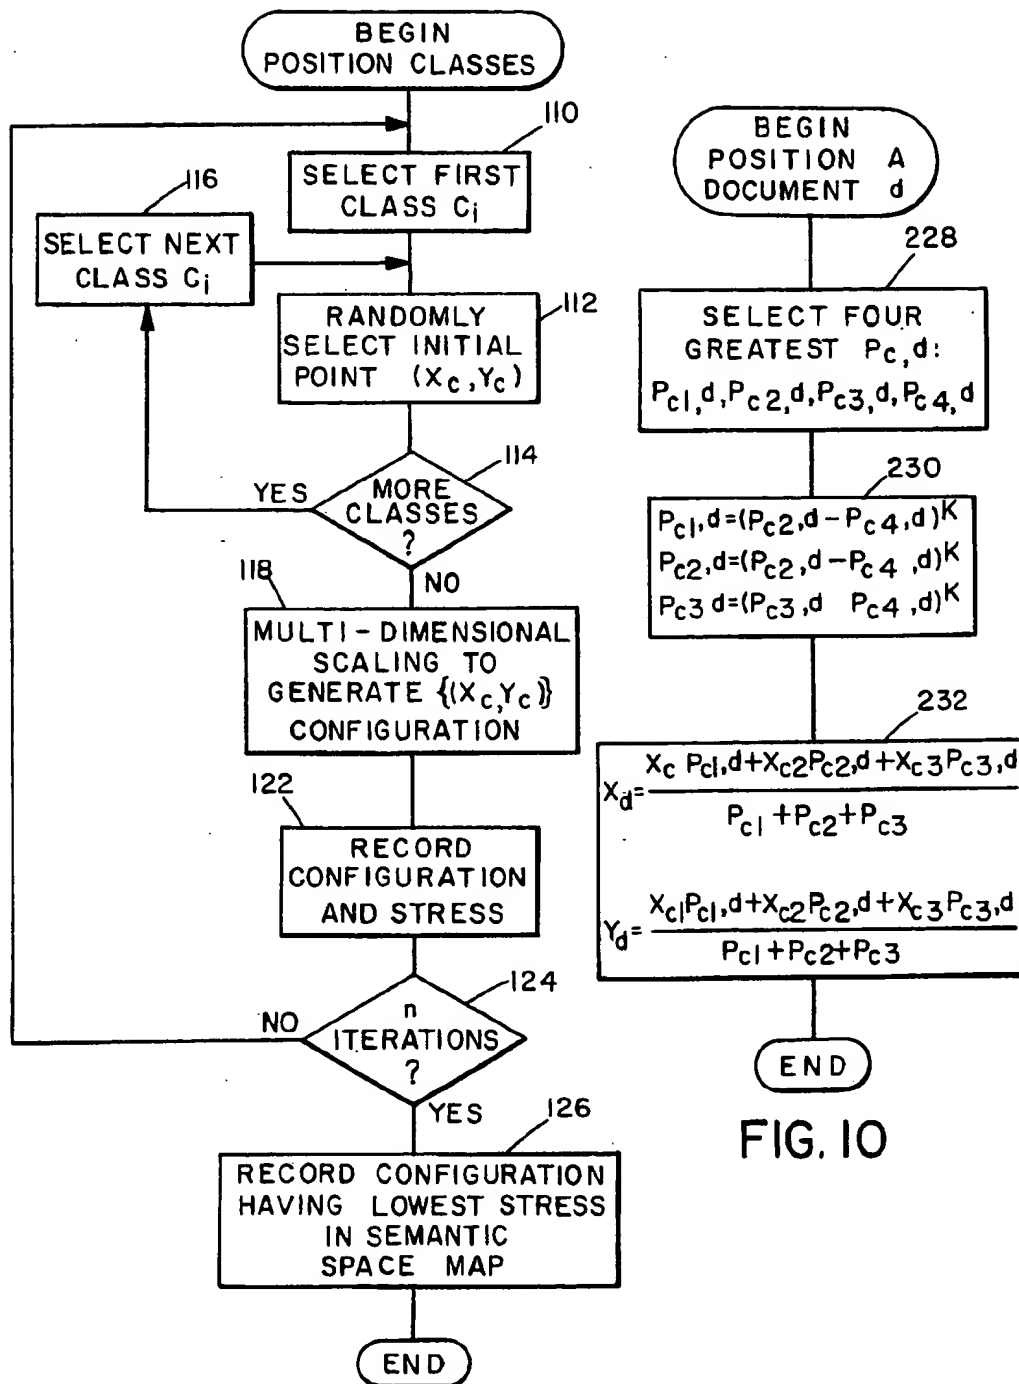 BEGIN
POSITION CLASSES
110
SELECT FIRST
CLASS Ci
116
SELECT NEXT
CLASS Ci
112
RANDOMLY
SELECT INITIAL
POINT (Xc,Yc)
114
MORE
CLASSES
?
YES
NO
118
MULTI-DIMENSIONAL
SCALING TO
GENERATE {(Xc,Yc)}
CONFIGURATION
122
RECORD
CONFIGURATION
AND STRESS
124
n
ITERATIONS
?
NO
YES
126
RECORD CONFIGURATION
HAVING LOWEST STRESS
IN SEMANTIC
SPACE MAP
END
BEGIN
POSITION A
DOCUMENT d
228
SELECT FOUR
GREATEST Pc,d:
Pc1,d,Pc2,d,Pc3,d,Pc4,d
230
Pc1,d=(Pc2,d-Pc4,d)K
Pc2,d=(Pc2,d-Pc4,d)K
Pc3 d=(Pc3,d Pc4,d)K
232
Xd= Xc Pc1,d+Xc2Pc2,d+Xc3Pc3,d
Pc1+Pc2+Pc3
Yd= Xc1Pc1,d+Xc2Pc2,d+Xc3Pc3,d
Pc1+Pc2+Pc3
END
FIG. 10